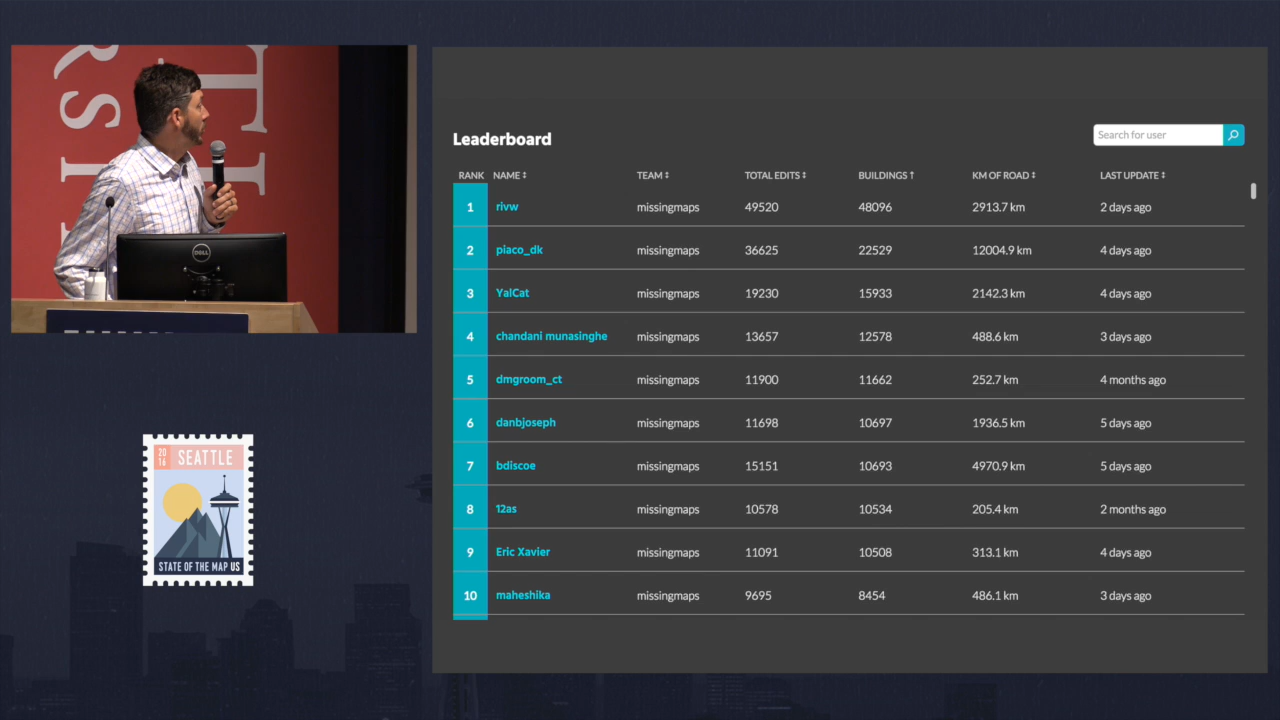 DELL
20
16
SEATTLE
STATE OF THE MAP US
Leaderboard
Search for user
RANK NAME TEAM TOTAL EDITS BUILDINGS ↑ KM OF ROAD LAST UPDATE
1 rivw missingmaps 49520 48096 2913.7 km 2 days ago
2 piaco_dk missingmaps 36625 22529 12004.9 km 4 days ago
3 YalCat missingmaps 19230 15933 2142.3 km 4 days ago
4 chandani munasinghe missingmaps 13657 12578 488.6 km 3 days ago
5 dmgroom_ct missingmaps 11900 11662 252.7 km 4 months ago
6 danbjoseph missingmaps 11698 10697 1936.5 km 5 days ago
7 bdiscoe missingmaps 15151 10693 4970.9 km 5 days ago
8 12as missingmaps 10578 10534 205.4 km 2 months ago
9 Eric Xavier missingmaps 11091 10508 313.1 km 4 days ago
10 maheshika missingmaps 9695 8454 486.1 km 3 days ago